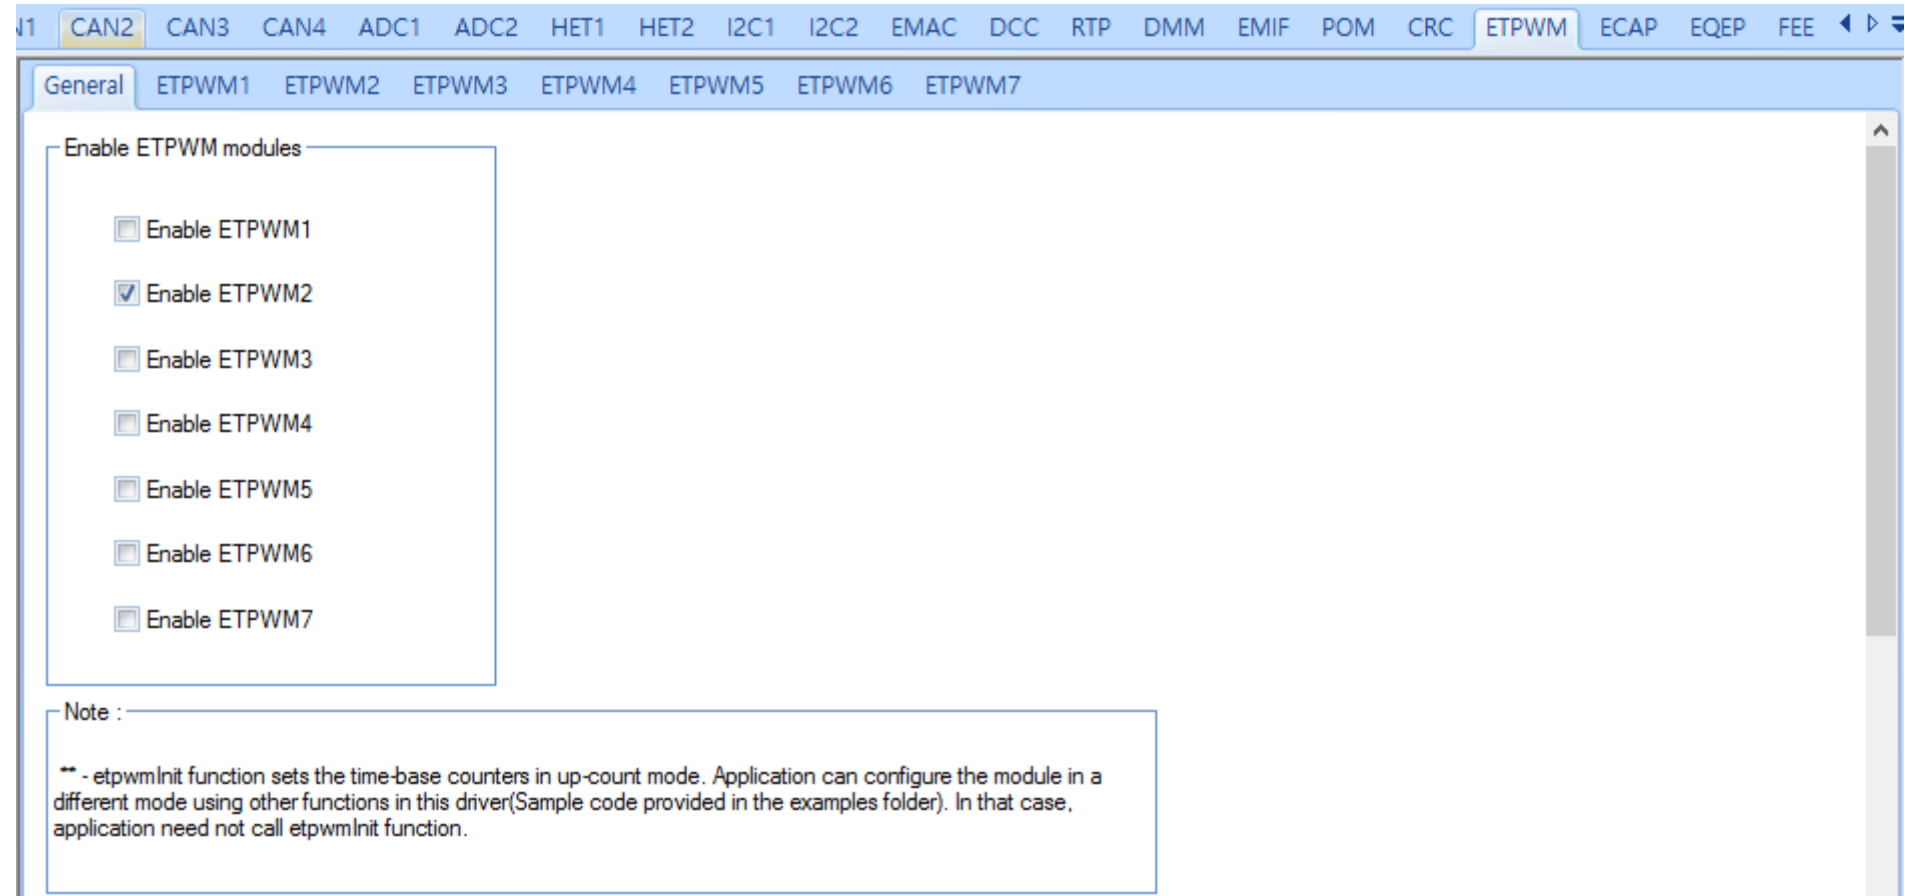 N1 CAN2 CAN3 CAN4 ADC1 ADC2 HET1 HET2 I2C1 I2C2 EMAC DCC RTP DMM EMIF POM CRC ETPWM ECAP EQEP FEE
General ETPWM1 ETPWM2 ETPWM3 ETPWM4 ETPWM5 ETPWM6 ETPWM7
Enable ETPWM modules
Enable ETPWM1
Enable ETPWM2
Enable ETPWM3
Enable ETPWM4
Enable ETPWM5
Enable ETPWM6
Enable ETPWM7
Note :
** - etpwmInit function sets the time-base counters in up-count mode. Application can configure the module in a
different mode using other functions in this driver(Sample code provided in the examples folder). In that case,
application need not call etpwmInit function.